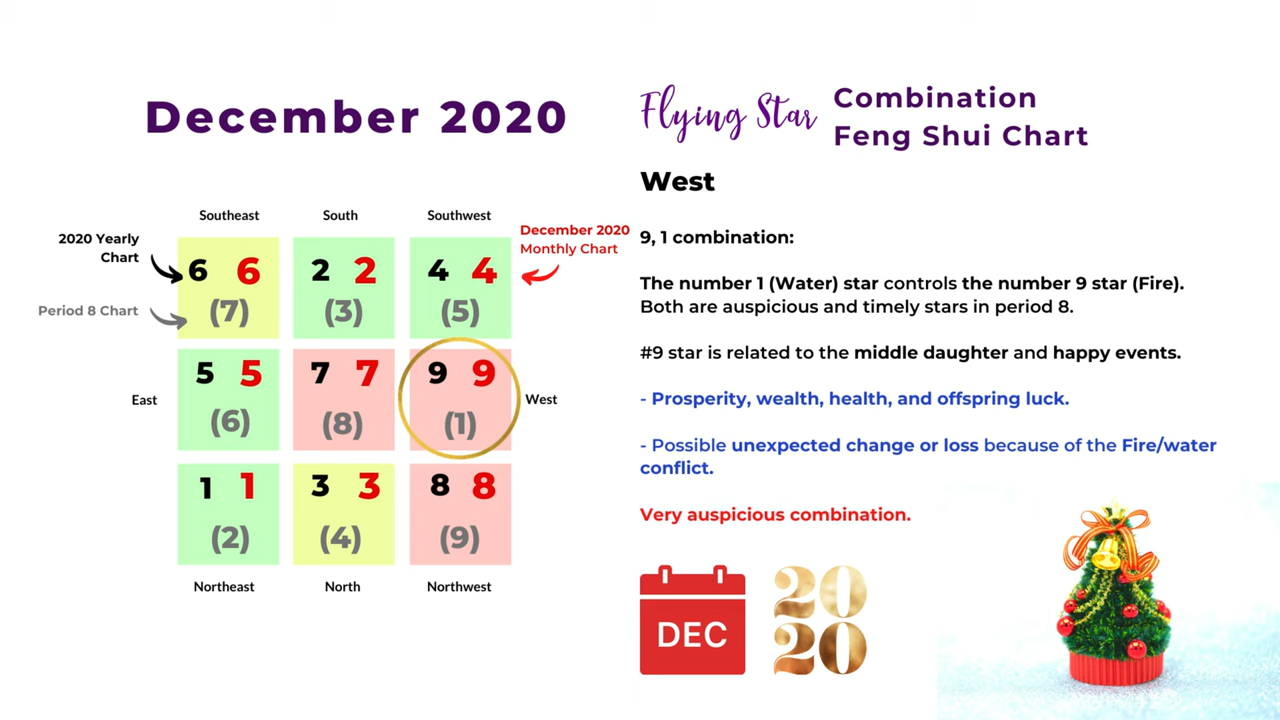 December 2020
Flying Star
Combination
Feng Shui Chart
West
Southeast
South
Southwest
2020 Yearly
Chart
Period 8 Chart
December 2020
Monthly Chart
6 6
(7)
2 2
(3)
4 4
(5)
East
5 5
(6)
7 7
(8)
9 9
(1)
West
1 1
(2)
3 3
(4)
8 8
(9)
Northeast
North
Northwest
9, 1 combination:
The number 1 (Water) star controls the number 9 star (Fire).
Both are auspicious and timely stars in period 8.
#9 star is related to the middle daughter and happy events.
- Prosperity, wealth, health, and offspring luck.
- Possible unexpected change or loss because of the Fire/water
conflict.
Very auspicious combination.
DEC
20
20